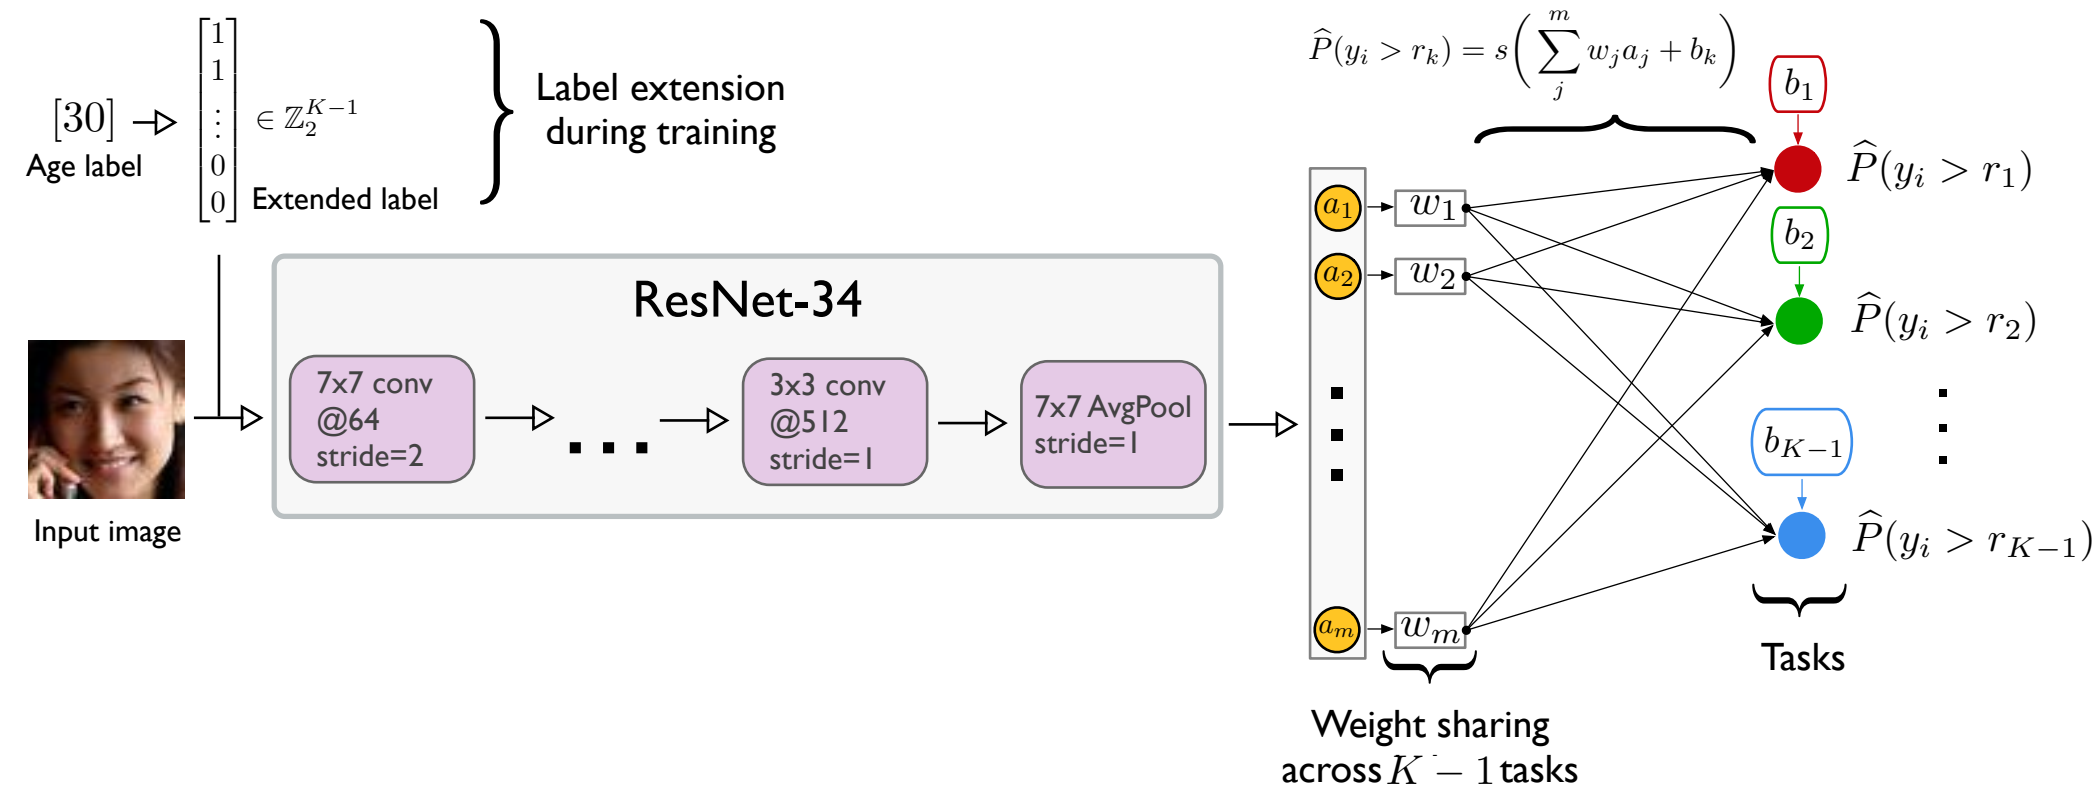 [30]
Age label
1
1
⋮
0
0
∈ ℤ₂ᴷ⁻¹
Extended label
Label extension
during training
Input image
ResNet-34
7x7 conv
@64
stride=2
. . .
3x3 conv
@512
stride=1
7x7 AvgPool
stride=1
P̂(yᵢ > rₖ) = s(∑ⱼᵐ wⱼaⱼ + bₖ)
a₁
w₁
a₂
w₂
aₘ
wₘ
b₁
P̂(yᵢ > r₁)
b₂
P̂(yᵢ > r₂)
b_{K−1}
P̂(yᵢ > r_{K−1})
Tasks
Weight sharing
across K − 1 tasks